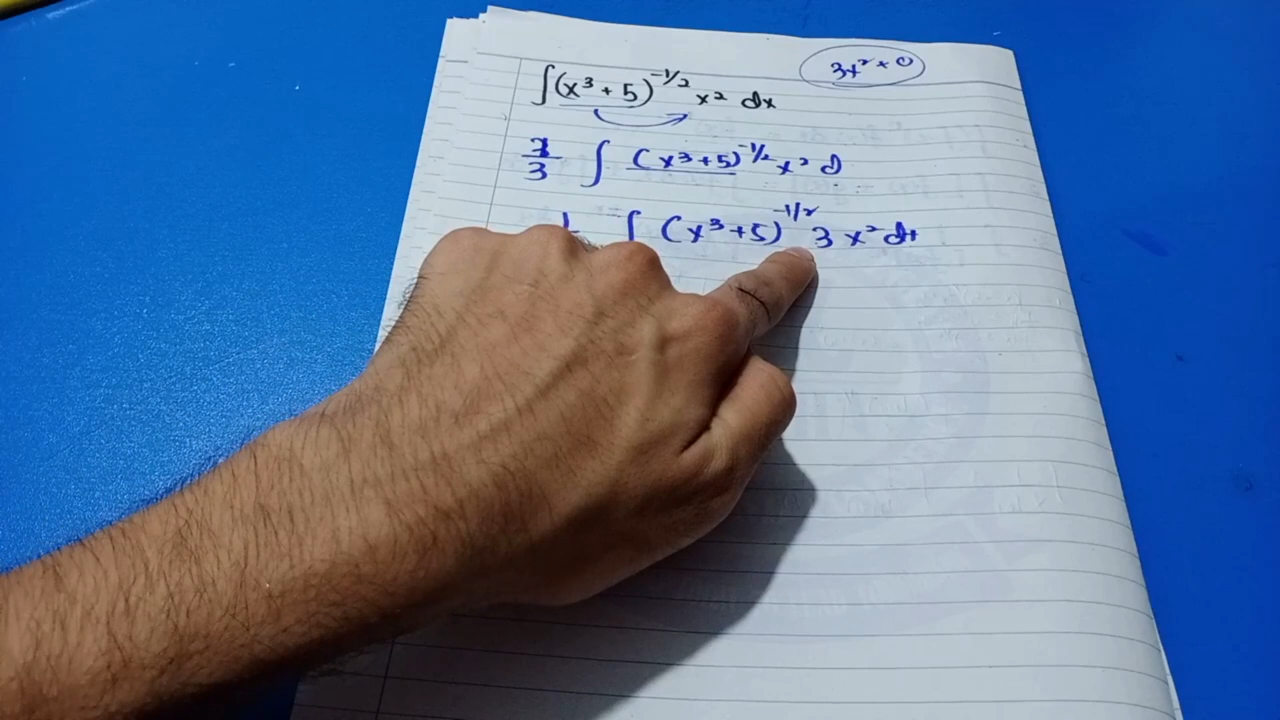 3x² + 0
∫(x³ + 5)^-1/2 x² dx
3/3 ∫ (x³+5)^-1/2 x² d
1 ∫ (x³+5)^-1/2 3 x² dx